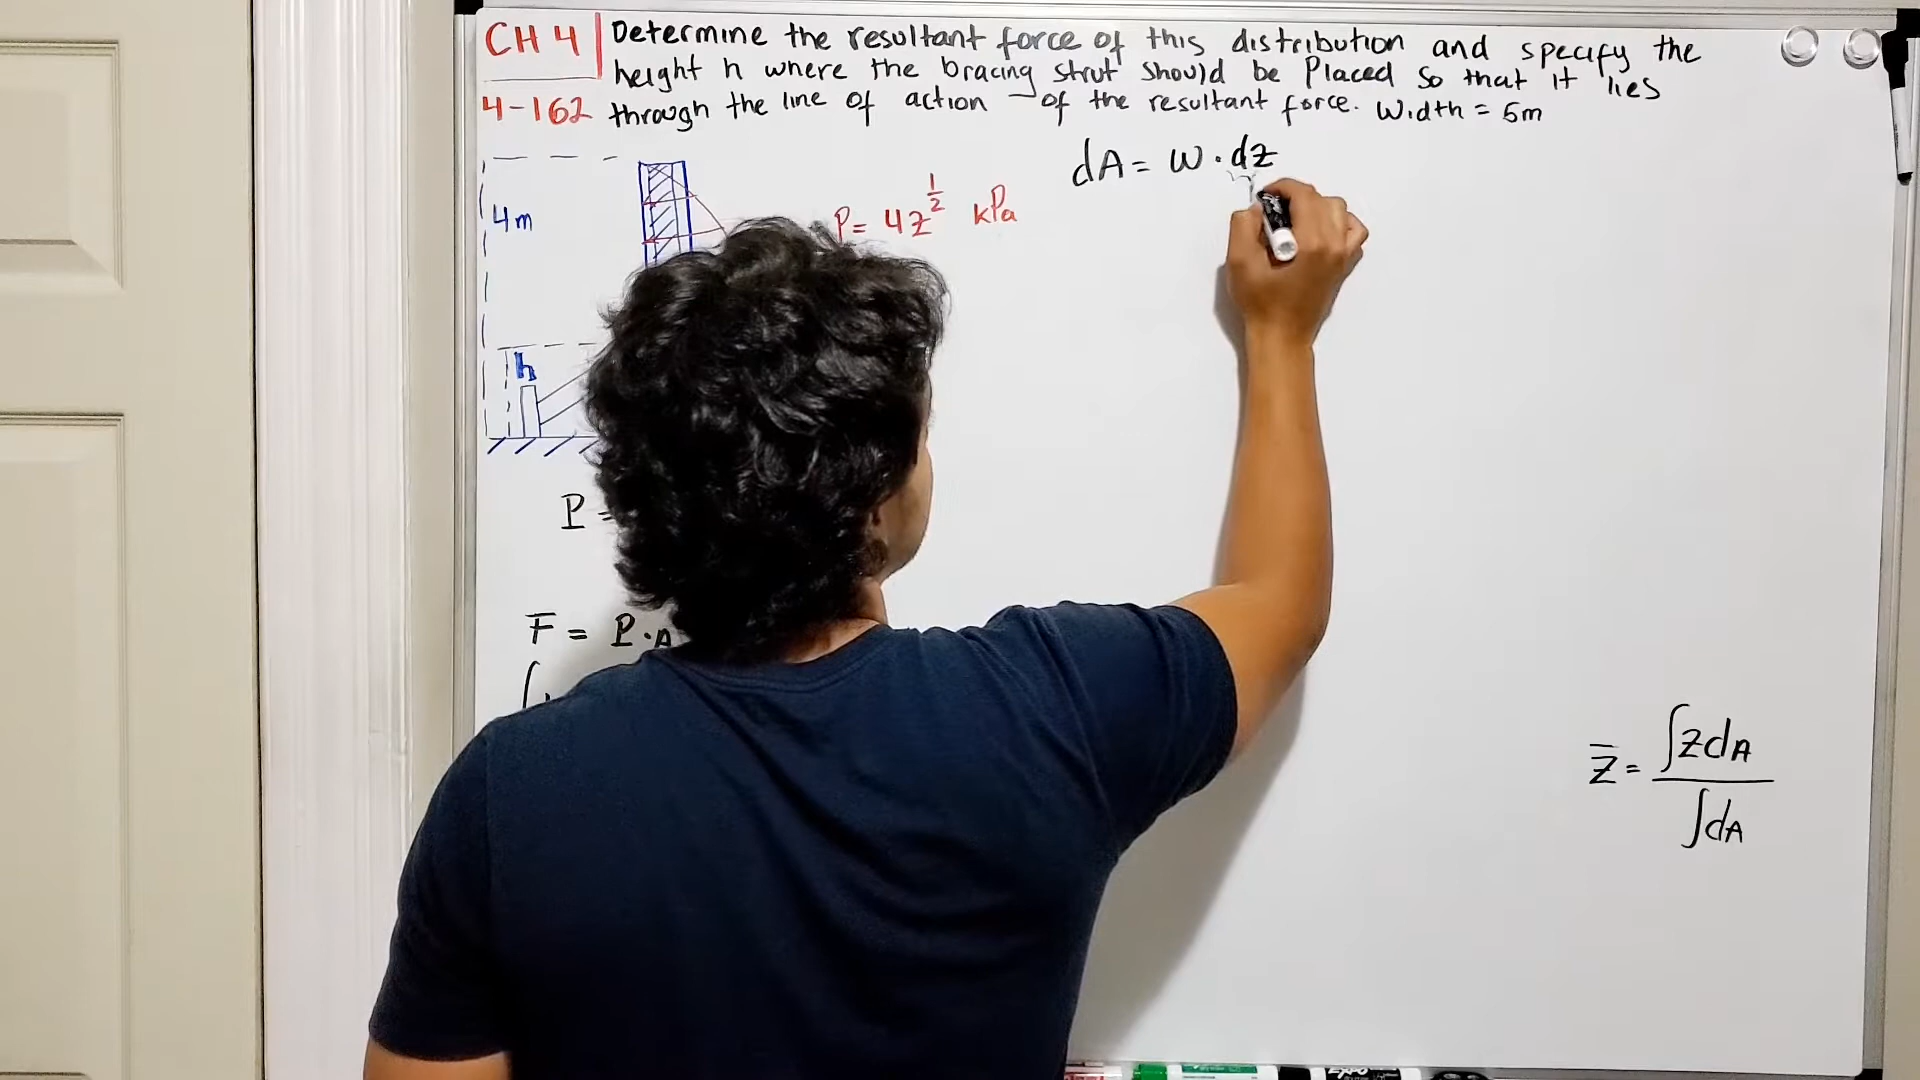 CH 4
4-162
Determine the resultant force of this distribution and specify the
height h where the bracing strut should be Placed so that it lies
through the line of action of the resultant force. Width = 5m
dA = w · dz
4m
P = 4z^{1/2} kPa
h
P =
F = P · A
∫
z̄ = ∫zdA / ∫dA
EXPO